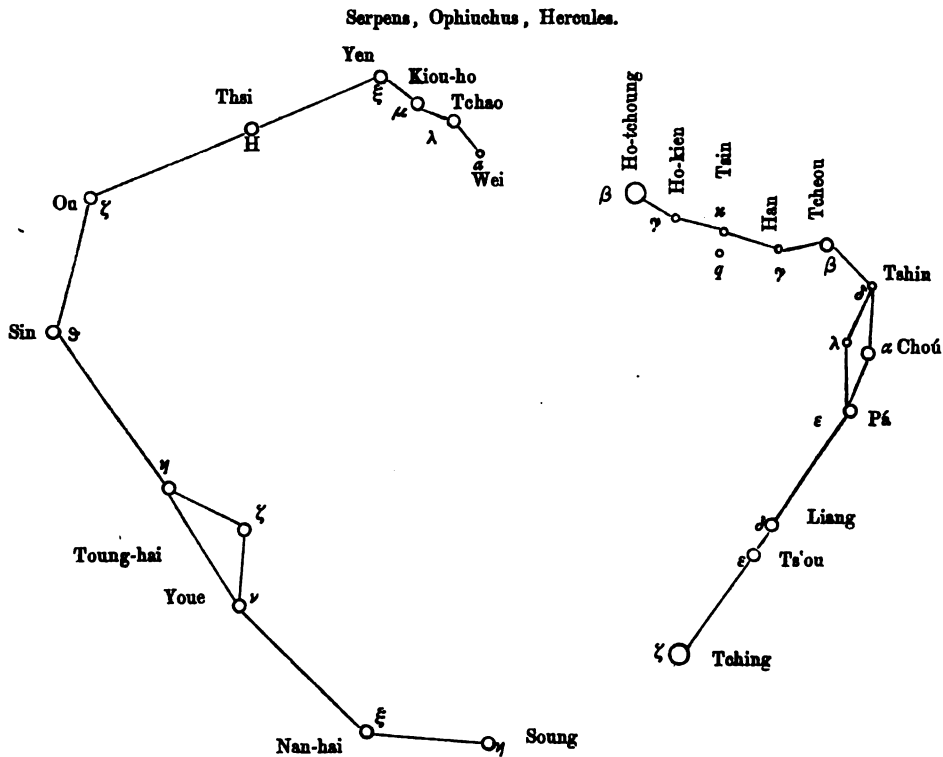 Serpens, Ophiuchus, Hercules.
Yen
ξ
Kiou-ho
μ
Tchao
λ
a
Wei
Thsi
H
Ou
ζ
Sin
ϑ
η
ζ
Toung-hai
Youe
ν
ξ
Nan-hai
η
Soung
Ho-tchoung
β
Ho-kien
γ
Tsin
κ
q
Han
γ
Tcheou
β
Tshin
δ
λ
α Choú
ε
Pá
δ
Liang
ε
Ts'ou
ζ
Tching